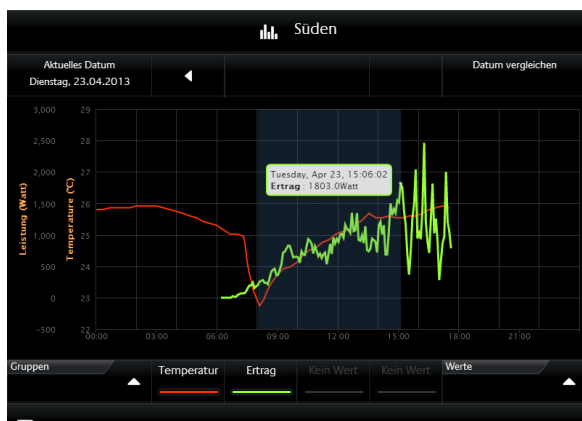 Süden
Aktuelles Datum
Dienstag, 23.04.2013
Datum vergleichen
Leistung (Watt)
3,000
2,500
2,000
1,500
1,000
500
0
-500
Temperature (°C)
29
28
27
26
25
24
23
22
Tuesday, Apr 23, 15:06:02
Ertrag : 1803.0Watt
00:00
03:00
06:00
09:00
12:00
15:00
18:00
21:00
Gruppen
Temperatur
Ertrag
Kein Wert
Kein Wert
Werte